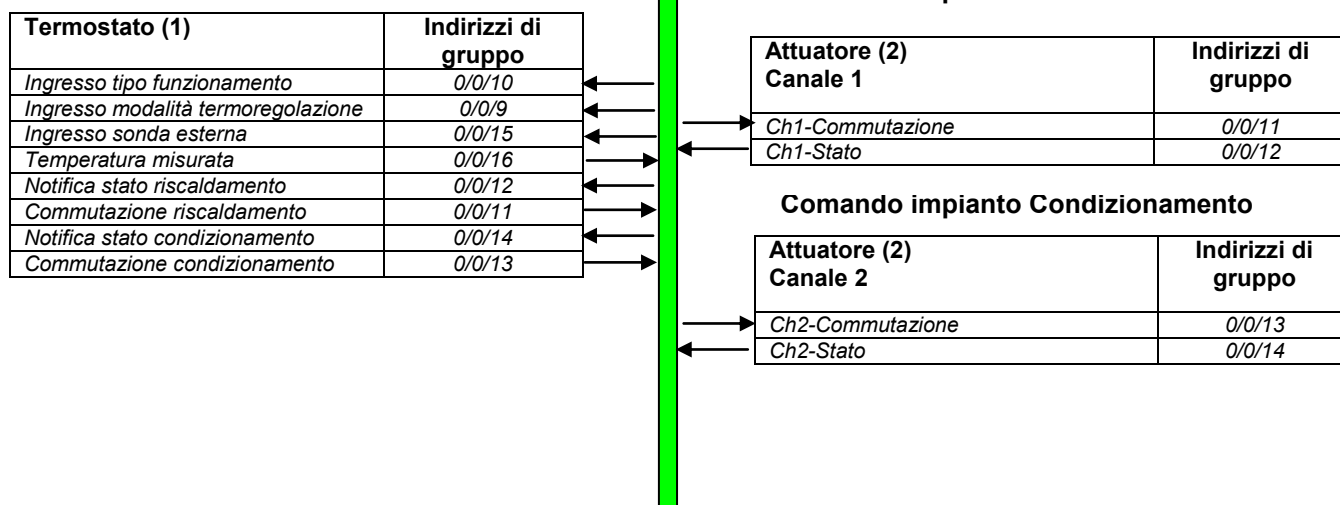 Termostato (1) Indirizzi di gruppo
Ingresso tipo funzionamento 0/0/10
Ingresso modalità termoregolazione 0/0/9
Ingresso sonda esterna 0/0/15
Temperatura misurata 0/0/16
Notifica stato riscaldamento 0/0/12
Commutazione riscaldamento 0/0/11
Notifica stato condizionamento 0/0/14
Commutazione condizionamento 0/0/13
Attuatore (2) Indirizzi di
Canale 1 gruppo
Ch1-Commutazione 0/0/11
Ch1-Stato 0/0/12
Comando impianto Condizionamento
Attuatore (2) Indirizzi di
Canale 2 gruppo
Ch2-Commutazione 0/0/13
Ch2-Stato 0/0/14